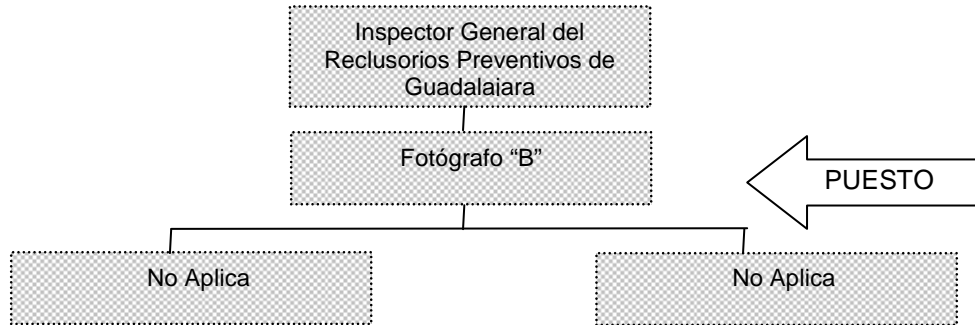 Inspector General del
Reclusorios Preventivos de
Guadalajara
Fotógrafo “B”
PUESTO
No Aplica
No Aplica